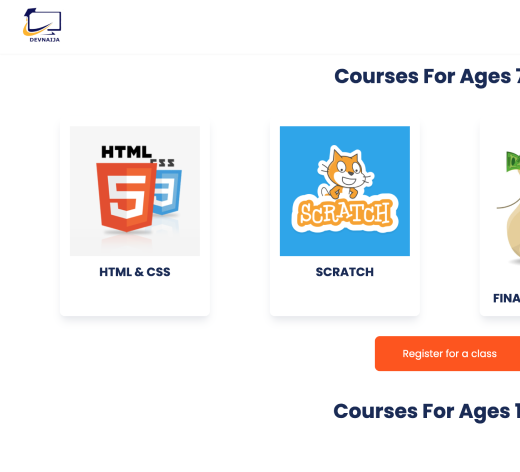 DEVNAIJA
Courses For Ages 7
HTML
CSS
5
3
SCRATCH
HTML & CSS
SCRATCH
FINA
Register for a class
Courses For Ages 1